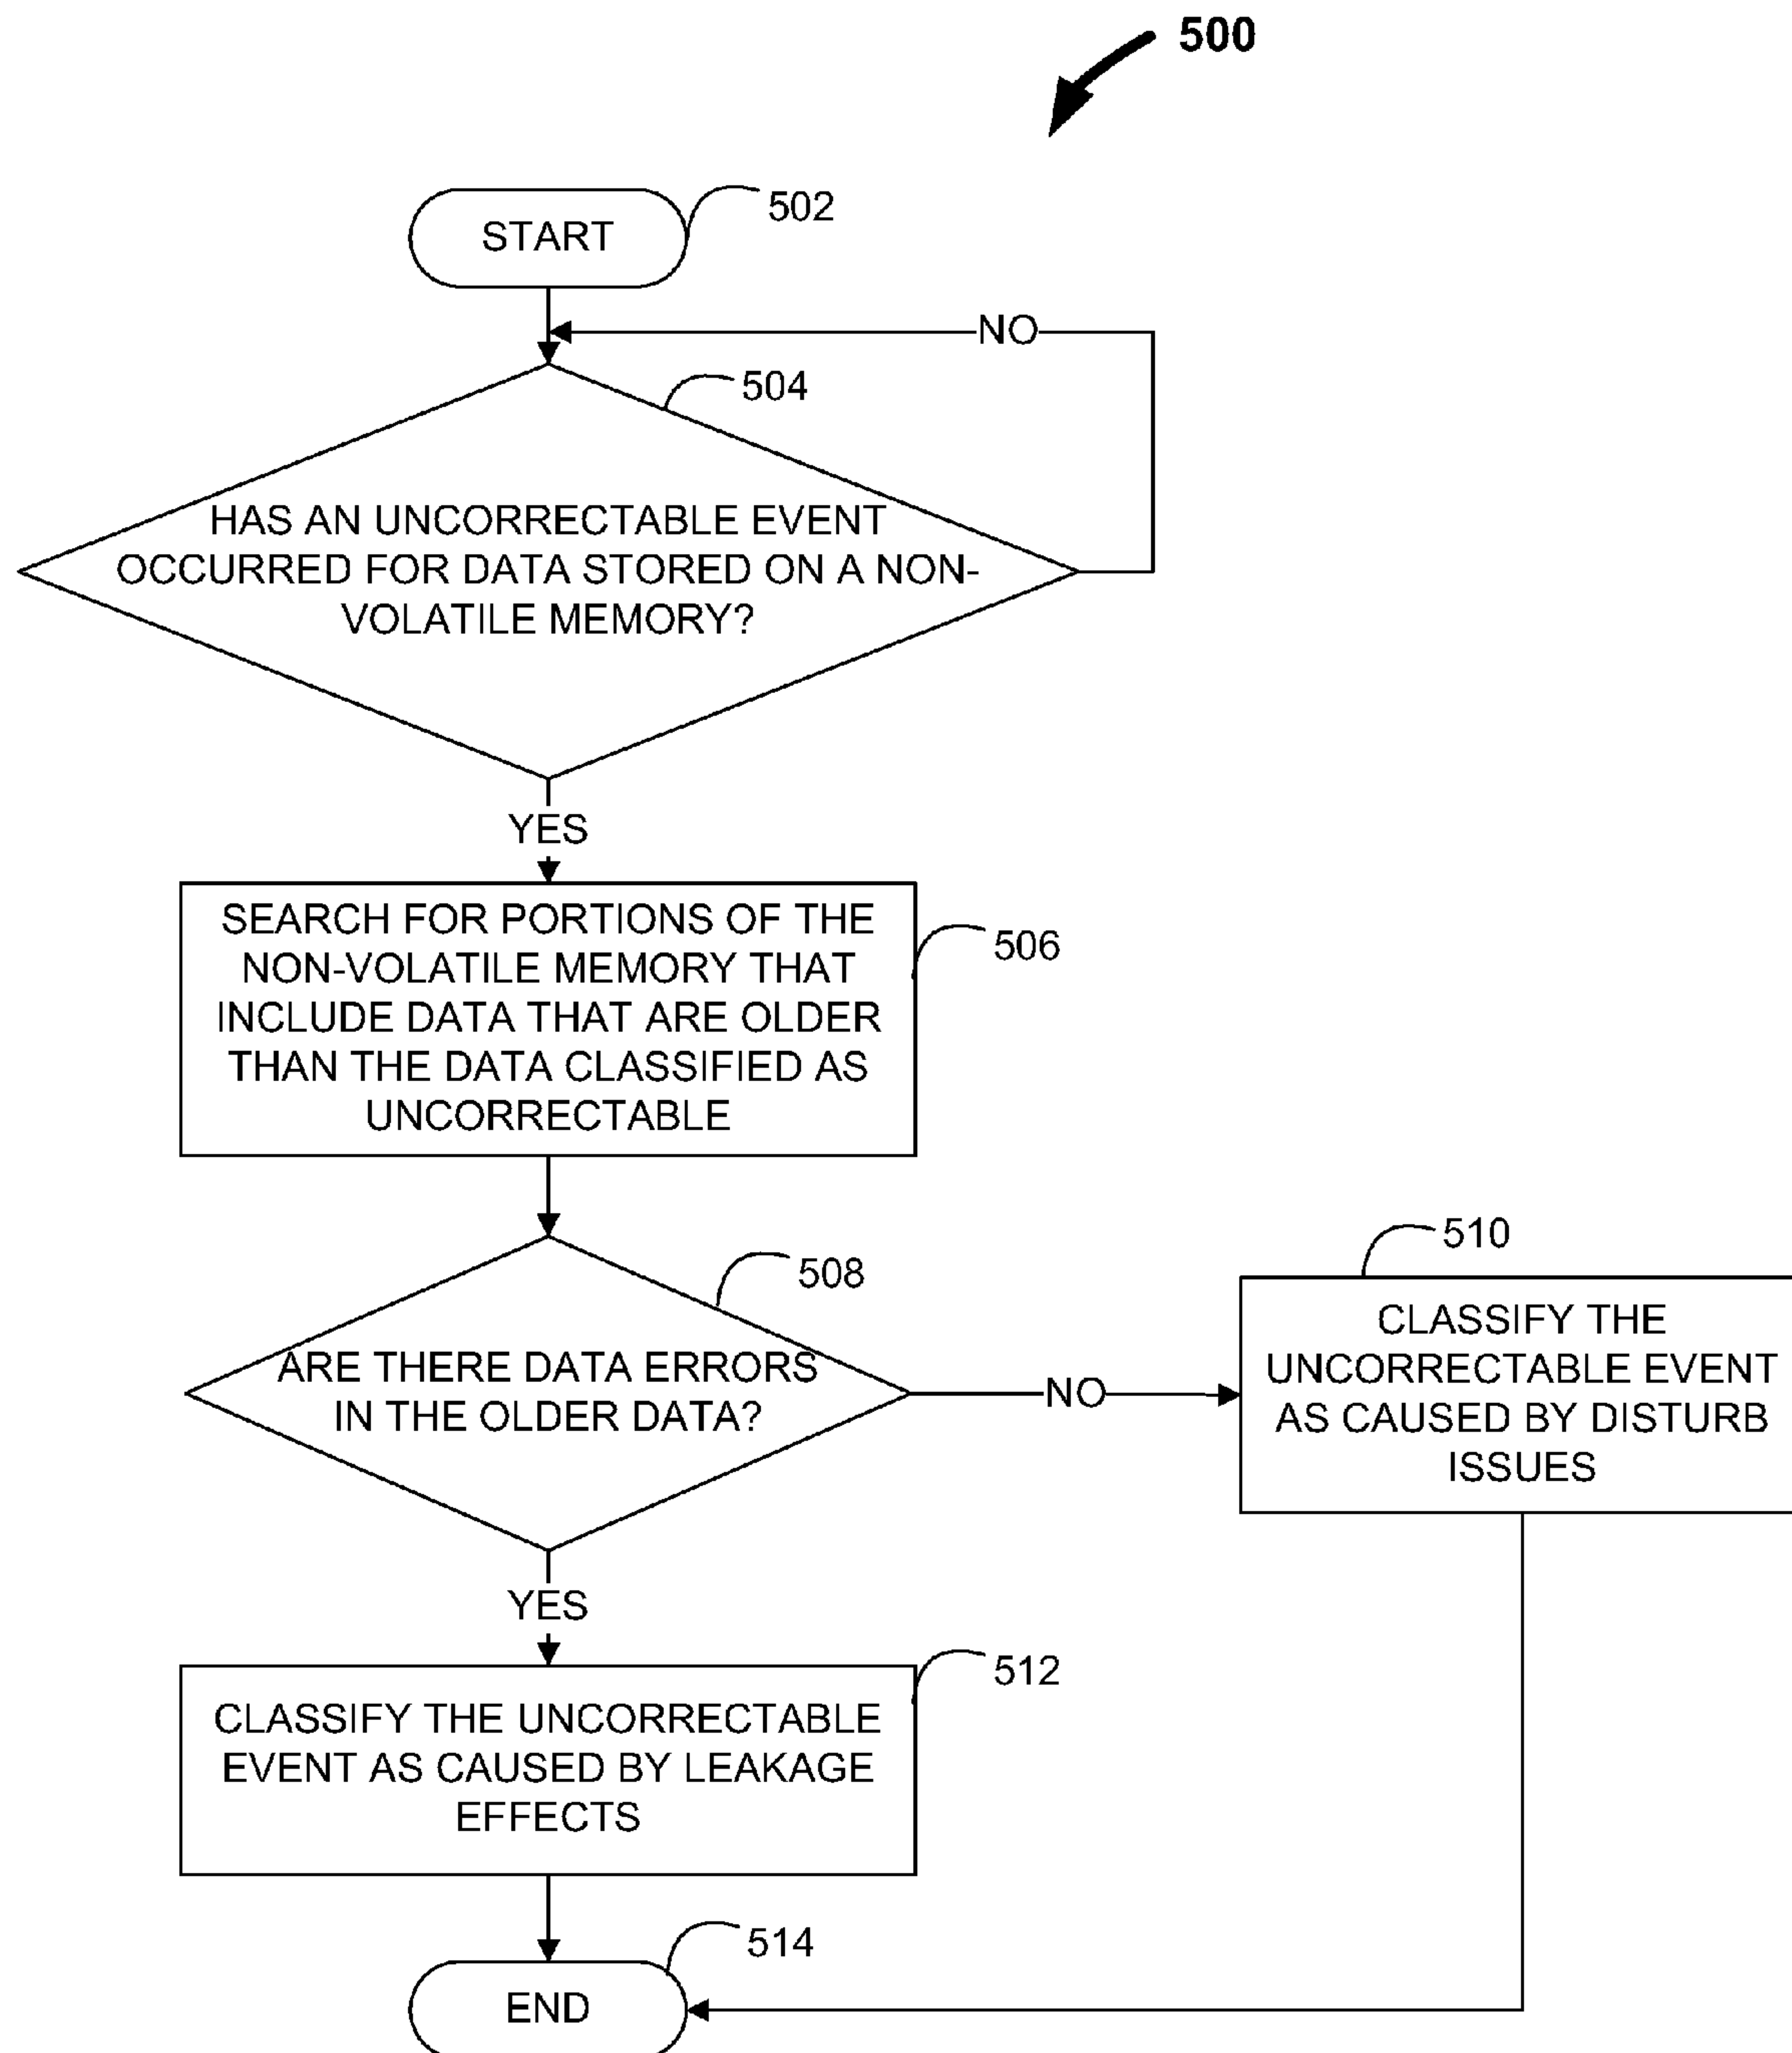 500
502
START
NO
504
HAS AN UNCORRECTABLE EVENT
OCCURRED FOR DATA STORED ON A NON-
VOLATILE MEMORY?
YES
SEARCH FOR PORTIONS OF THE
NON-VOLATILE MEMORY THAT
INCLUDE DATA THAT ARE OLDER
THAN THE DATA CLASSIFIED AS
UNCORRECTABLE
506
508
ARE THERE DATA ERRORS
IN THE OLDER DATA?
NO
510
CLASSIFY THE
UNCORRECTABLE EVENT
AS CAUSED BY DISTURB
ISSUES
YES
512
CLASSIFY THE UNCORRECTABLE
EVENT AS CAUSED BY LEAKAGE
EFFECTS
514
END